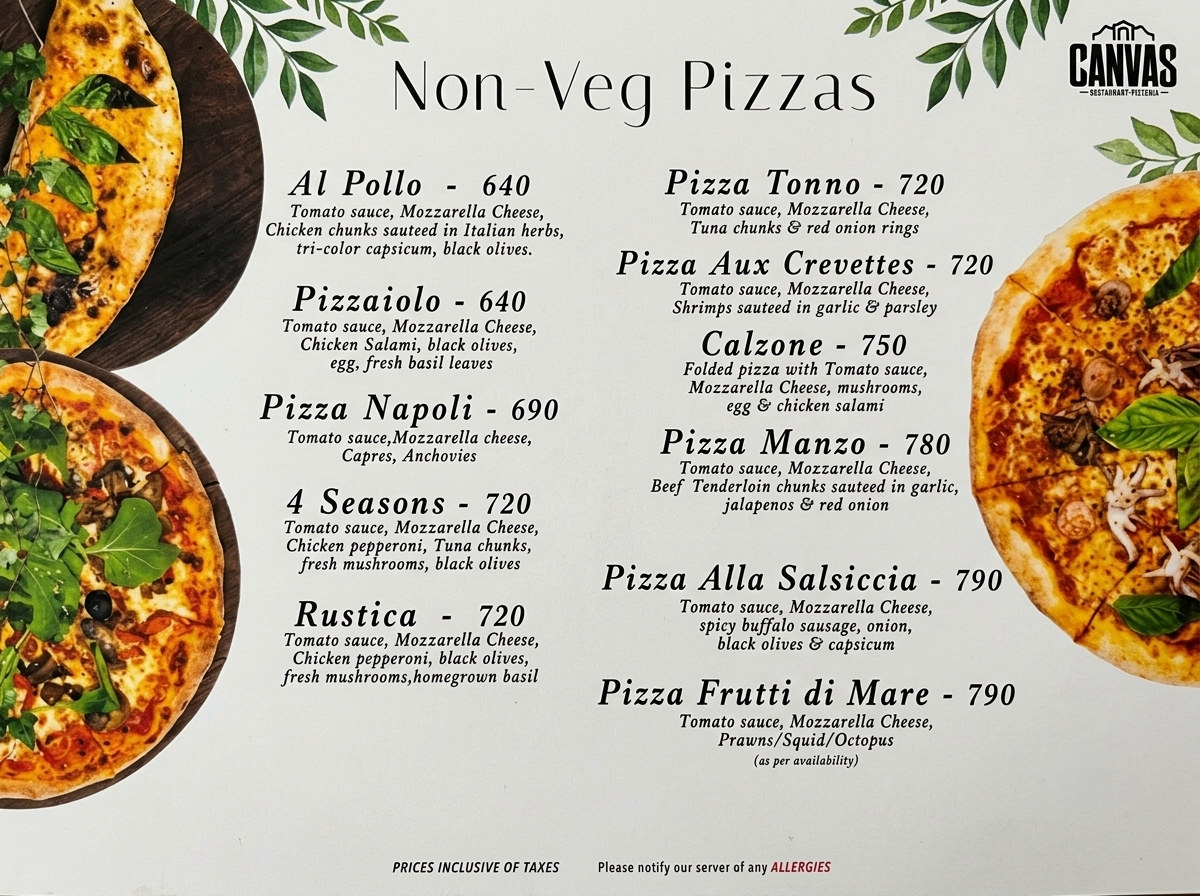 Non-Veg Pizzas
CANVAS
SESTAURART-PISTENIA
Al Pollo - 640
Tomato sauce, Mozzarella Cheese,
Chicken chunks sauteed in Italian herbs,
tri-color capsicum, black olives.
Pizzaiolo - 640
Tomato sauce, Mozzarella Cheese,
Chicken Salami, black olives,
egg, fresh basil leaves
Pizza Napoli - 690
Tomato sauce,Mozzarella cheese,
Capres, Anchovies
4 Seasons - 720
Tomato sauce, Mozzarella Cheese,
Chicken pepperoni, Tuna chunks,
fresh mushrooms, black olives
Rustica - 720
Tomato sauce, Mozzarella Cheese,
Chicken pepperoni, black olives,
fresh mushrooms,homegrown basil
Pizza Tonno - 720
Tomato sauce, Mozzarella Cheese,
Tuna chunks & red onion rings
Pizza Aux Crevettes - 720
Tomato sauce, Mozzarella Cheese,
Shrimps sauteed in garlic & parsley
Calzone - 750
Folded pizza with Tomato sauce,
Mozzarella Cheese, mushrooms,
egg & chicken salami
Pizza Manzo - 780
Tomato sauce, Mozzarella Cheese,
Beef Tenderloin chunks sauteed in garlic,
jalapenos & red onion
Pizza Alla Salsiccia - 790
Tomato sauce, Mozzarella Cheese,
spicy buffalo sausage, onion,
black olives & capsicum
Pizza Frutti di Mare - 790
Tomato sauce, Mozzarella Cheese,
Prawns/Squid/Octopus
(as per availability)
PRICES INCLUSIVE OF TAXES
Please notify our server of any ALLERGIES